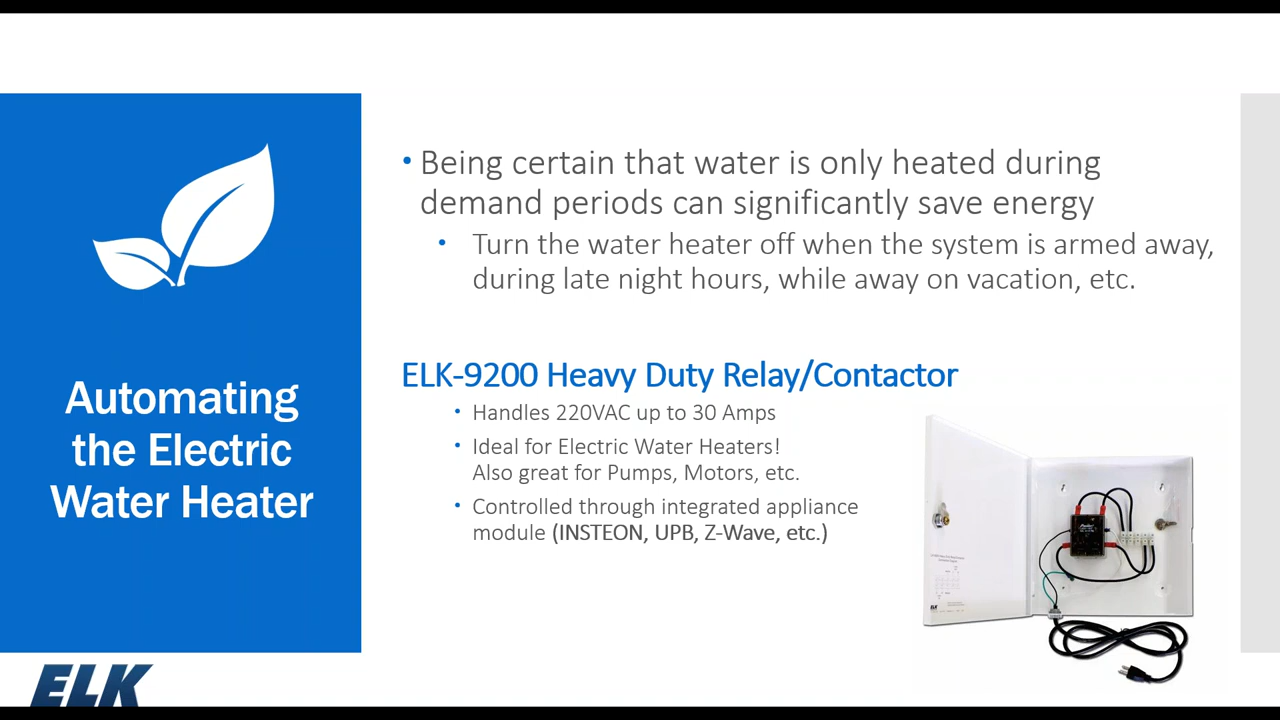 Automating
the Electric
Water Heater
• Being certain that water is only heated during
demand periods can significantly save energy
• Turn the water heater off when the system is armed away,
during late night hours, while away on vacation, etc.
ELK-9200 Heavy Duty Relay/Contactor
• Handles 220VAC up to 30 Amps
• Ideal for Electric Water Heaters!
Also great for Pumps, Motors, etc.
• Controlled through integrated appliance
module (INSTEON, UPB, Z-Wave, etc.)
ELK
ELK